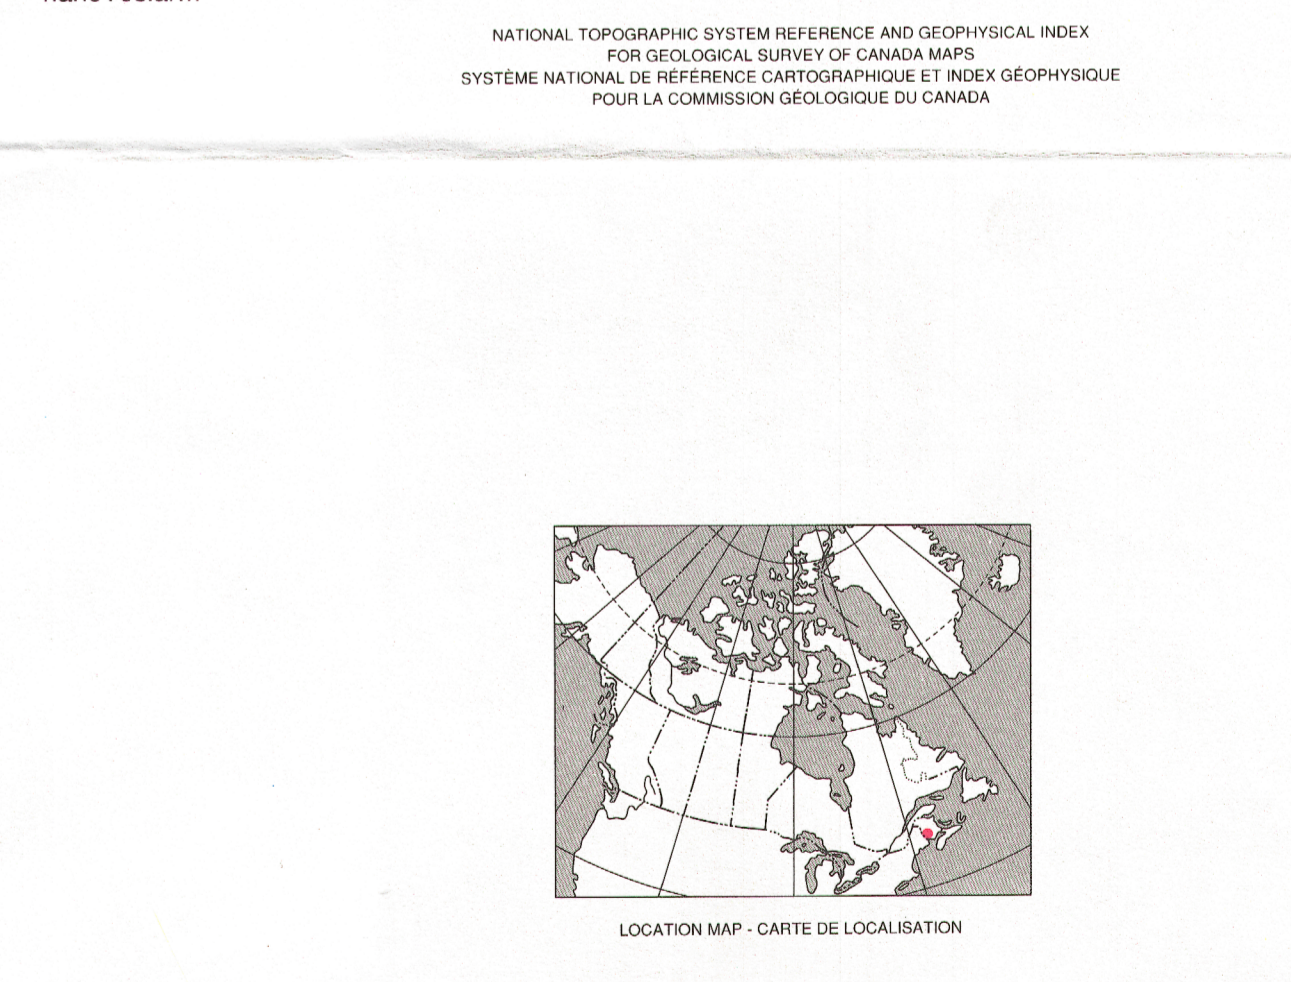 NATIONAL TOPOGRAPHIC SYSTEM REFERENCE AND GEOPHYSICAL INDEX
FOR GEOLOGICAL SURVEY OF CANADA MAPS
SYSTÈME NATIONAL DE RÉFÉRENCE CARTOGRAPHIQUE ET INDEX GÉOPHYSIQUE
POUR LA COMMISSION GÉOLOGIQUE DU CANADA
LOCATION MAP - CARTE DE LOCALISATION